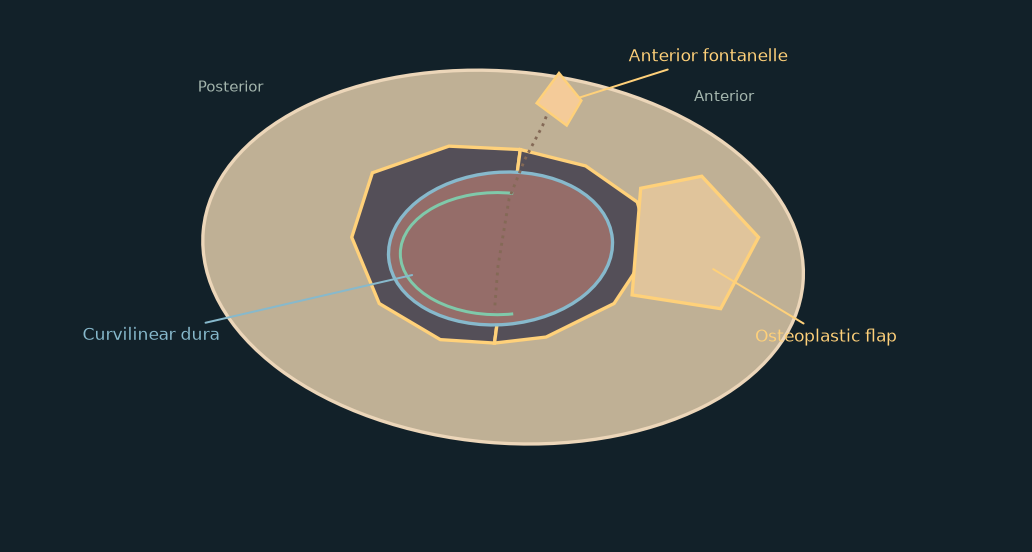 Anterior fontanelle
Posterior
Anterior
Curvilinear dura
Osteoplastic flap